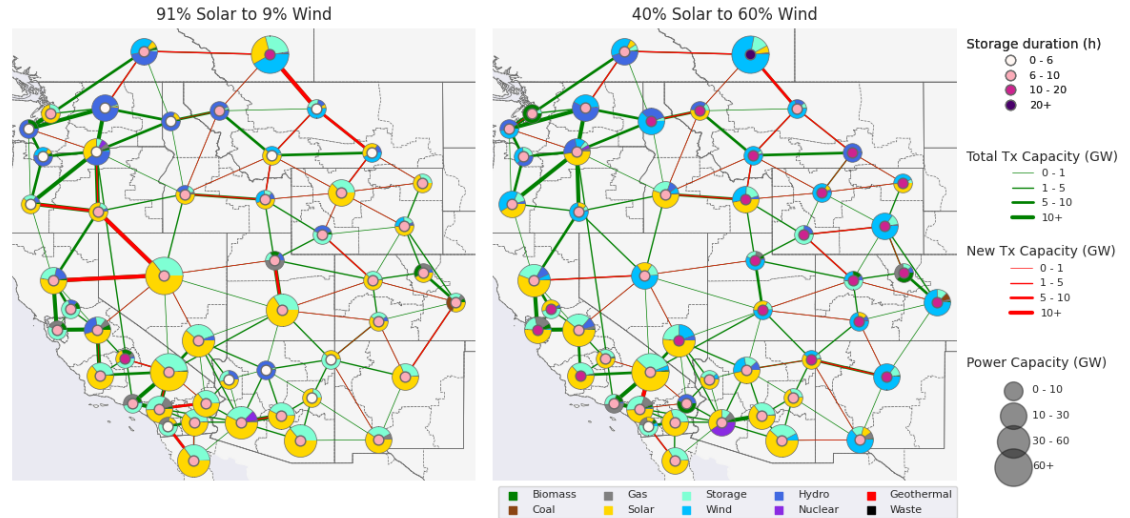 91% Solar to 9% Wind
40% Solar to 60% Wind
Storage duration (h)
0 - 6
6 - 10
10 - 20
20+
Total Tx Capacity (GW)
0 - 1
1 - 5
5 - 10
10+
New Tx Capacity (GW)
0 - 1
1 - 5
5 - 10
10+
Power Capacity (GW)
0 - 10
10 - 30
30 - 60
60+
Biomass Gas Storage Hydro Geothermal
Coal Solar Wind Nuclear Waste